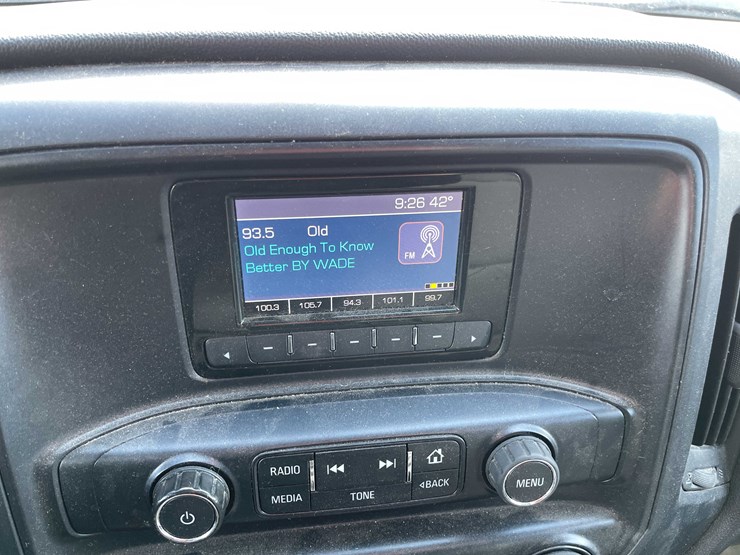 9:26 42°
93.5 Old
Old Enough To Know
Better BY WADE
FM
100.3 105.7 94.3 101.1 99.7
RADIO
MEDIA
TONE
BACK
MENU